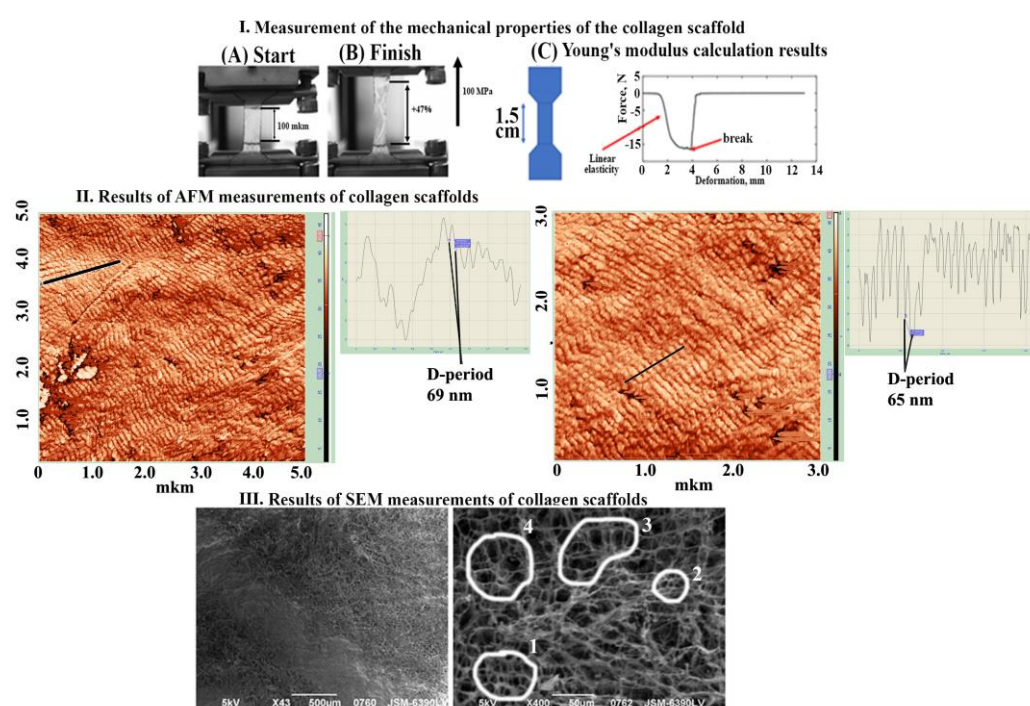 I. Measurement of the mechanical properties of the collagen scaffold
(A) Start
(B) Finish
(C) Young's modulus calculation results
100 mkm
+47%
100 MPa
1.5
cm
Force, N
5
0
-5
-10
-15
Linear
elasticity
break
0 2 4 6 8 10 12 14
Deformation, mm
II. Results of AFM measurements of collagen scaffolds
5.0
4.0
3.0
2.0
1.0
0 1.0 2.0 3.0 4.0 5.0
mkm
D-period
69 nm
3.0
2.0
1.0
0 1.0 2.0 3.0
mkm
D-period
65 nm
III. Results of SEM measurements of collagen scaffolds
5kV X43 500um 0760 JSM-6390LV
4
3
2
1
5kV X400 50um 0762 JSM-6390LV